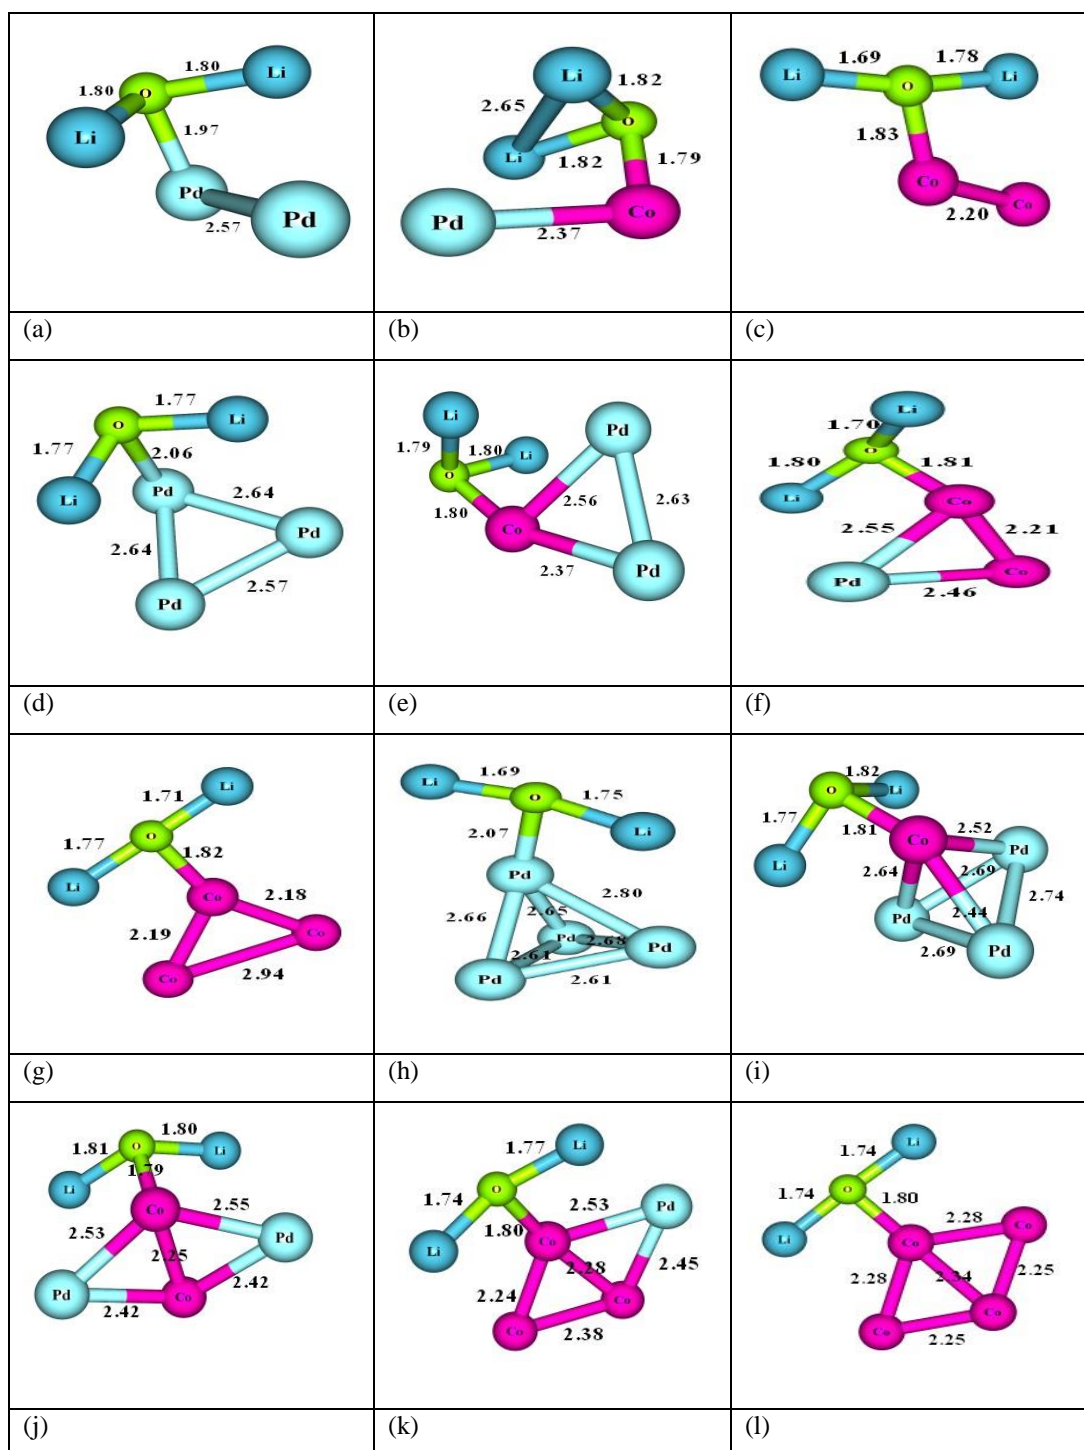 1.80
Li
1.80
O
Li
1.97
Pd
Pd
2.57
Li
1.82
2.65
O
Li
1.82
1.79
Pd
Co
2.37
1.69
1.78
Li
O
Li
1.83
Co
Co
2.20
(a)
(b)
(c)
1.77
O
Li
1.77
2.06
Li
Pd
2.64
Pd
2.64
2.57
Pd
Li
Pd
1.79
1.80
Li
O
2.56
2.63
1.80
Co
2.37
Pd
Li
1.70
O
1.80
1.81
Li
Co
2.55
2.21
Pd
Co
2.46
(d)
(e)
(f)
Li
1.71
O
1.77
1.82
Li
Co
2.18
2.19
Co
2.94
Co
1.69
Li
O
1.75
Li
2.07
Pd
2.80
2.66
2.65
Pd
2.68
Pd
2.61
Pd
2.61
1.82
O
Li
1.77
1.81
2.52
Li
Co
Pd
2.64
2.69
2.74
2.44
Pd
2.69
Pd
(g)
(h)
(i)
1.80
1.81
O
Li
1.79
Li
Co
2.55
2.53
Pd
2.25
2.42
Pd
Co
2.42
Li
1.77
O
1.74
2.53
Pd
1.80
Li
Co
2.45
2.28
2.24
Co
Co
2.38
Li
1.74
O
1.74
1.80
Li
2.28
Co
Co
2.28
2.34
2.25
Co
Co
2.25
(j)
(k)
(l)